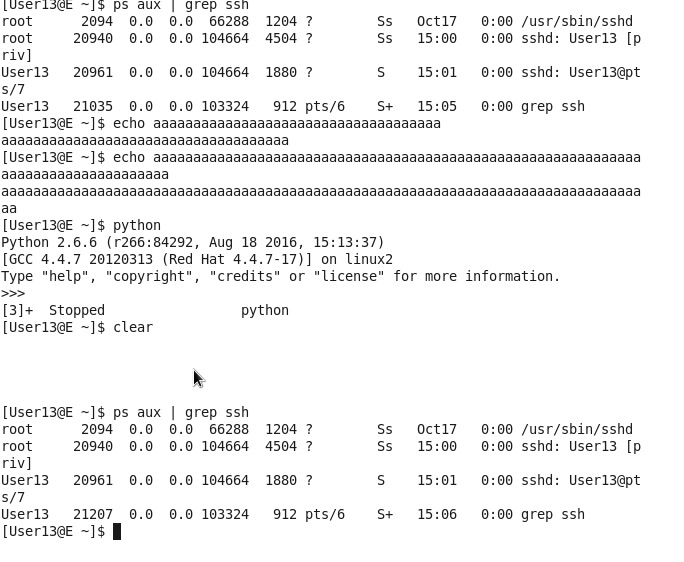 [User13@E ~]$ ps aux | grep ssh
root      2094  0.0  0.0  66288  1204 ?        Ss   Oct17   0:00 /usr/sbin/sshd
root     20940  0.0  0.0 104664  4504 ?        Ss   15:00   0:00 sshd: User13 [p
riv]
User13   20961  0.0  0.0 104664  1880 ?        S    15:01   0:00 sshd: User13@pt
s/7
User13   21035  0.0  0.0 103324   912 pts/6    S+   15:05   0:00 grep ssh
[User13@E ~]$ echo aaaaaaaaaaaaaaaaaaaaaaaaaaaaaaaaaaaa
aaaaaaaaaaaaaaaaaaaaaaaaaaaaaaaaaaaa
[User13@E ~]$ echo aaaaaaaaaaaaaaaaaaaaaaaaaaaaaaaaaaaaaaaaaaaaaaaaaaaaaaaaaaaaa
aaaaaaaaaaaaaaaaaaaaa
aaaaaaaaaaaaaaaaaaaaaaaaaaaaaaaaaaaaaaaaaaaaaaaaaaaaaaaaaaaaaaaaaaaaaaaaaaaaaaaa
aa
[User13@E ~]$ python
Python 2.6.6 (r266:84292, Aug 18 2016, 15:13:37)
[GCC 4.4.7 20120313 (Red Hat 4.4.7-17)] on linux2
Type "help", "copyright", "credits" or "license" for more information.
>>>
[3]+  Stopped                 python
[User13@E ~]$ clear
[User13@E ~]$ ps aux | grep ssh
root      2094  0.0  0.0  66288  1204 ?        Ss   Oct17   0:00 /usr/sbin/sshd
root     20940  0.0  0.0 104664  4504 ?        Ss   15:00   0:00 sshd: User13 [p
riv]
User13   20961  0.0  0.0 104664  1880 ?        S    15:01   0:00 sshd: User13@pt
s/7
User13   21207  0.0  0.0 103324   912 pts/6    S+   15:06   0:00 grep ssh
[User13@E ~]$